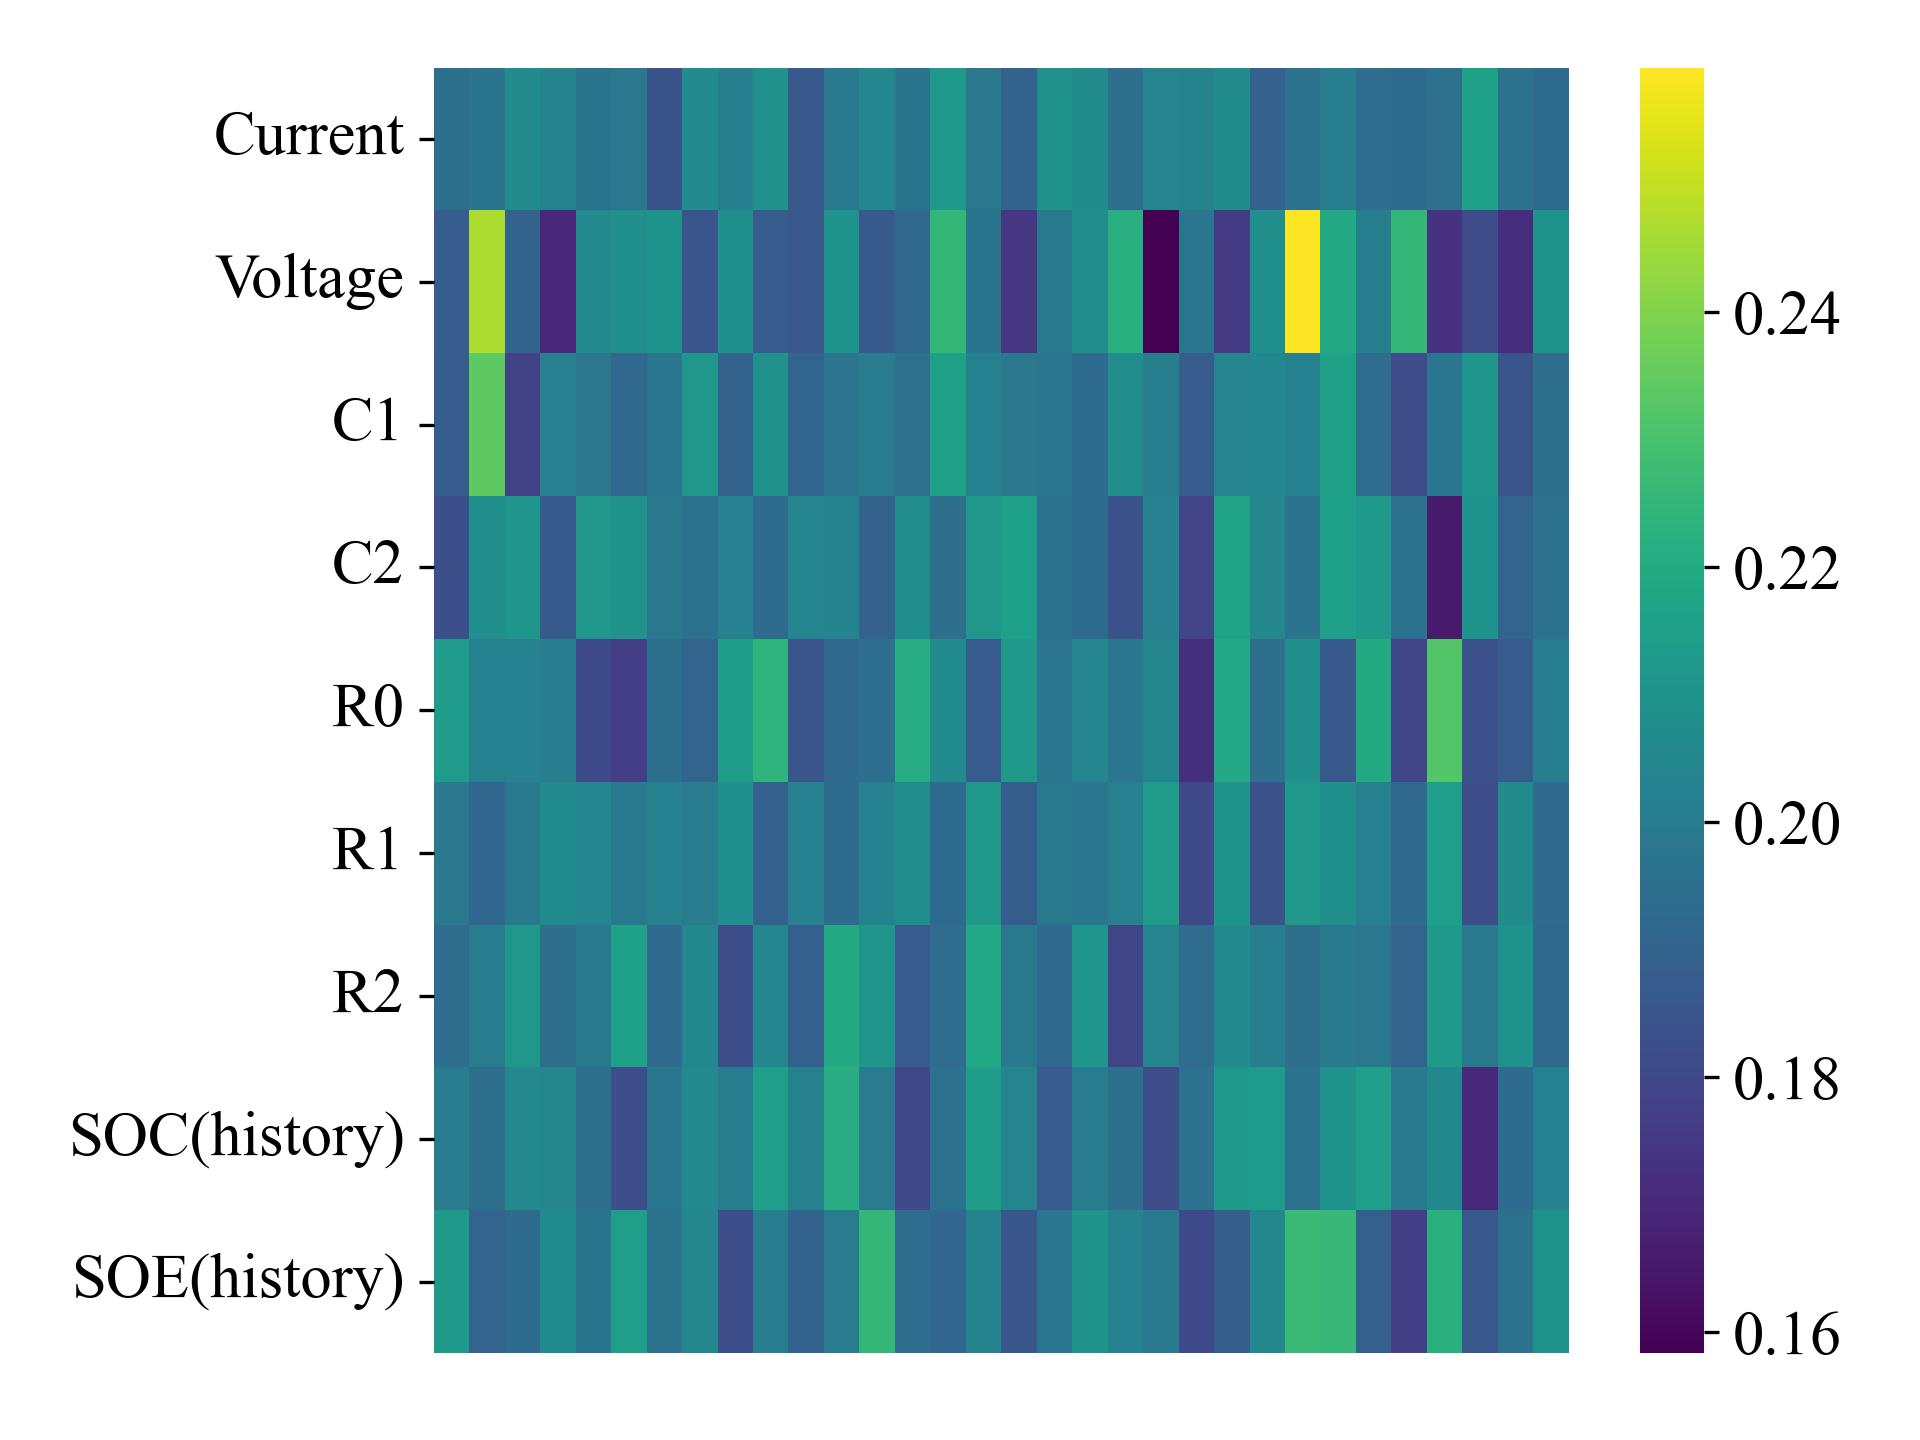 Current
Voltage
C1
C2
R0
R1
R2
SOC(history)
SOE(history)
0.24
0.22
0.20
0.18
0.16